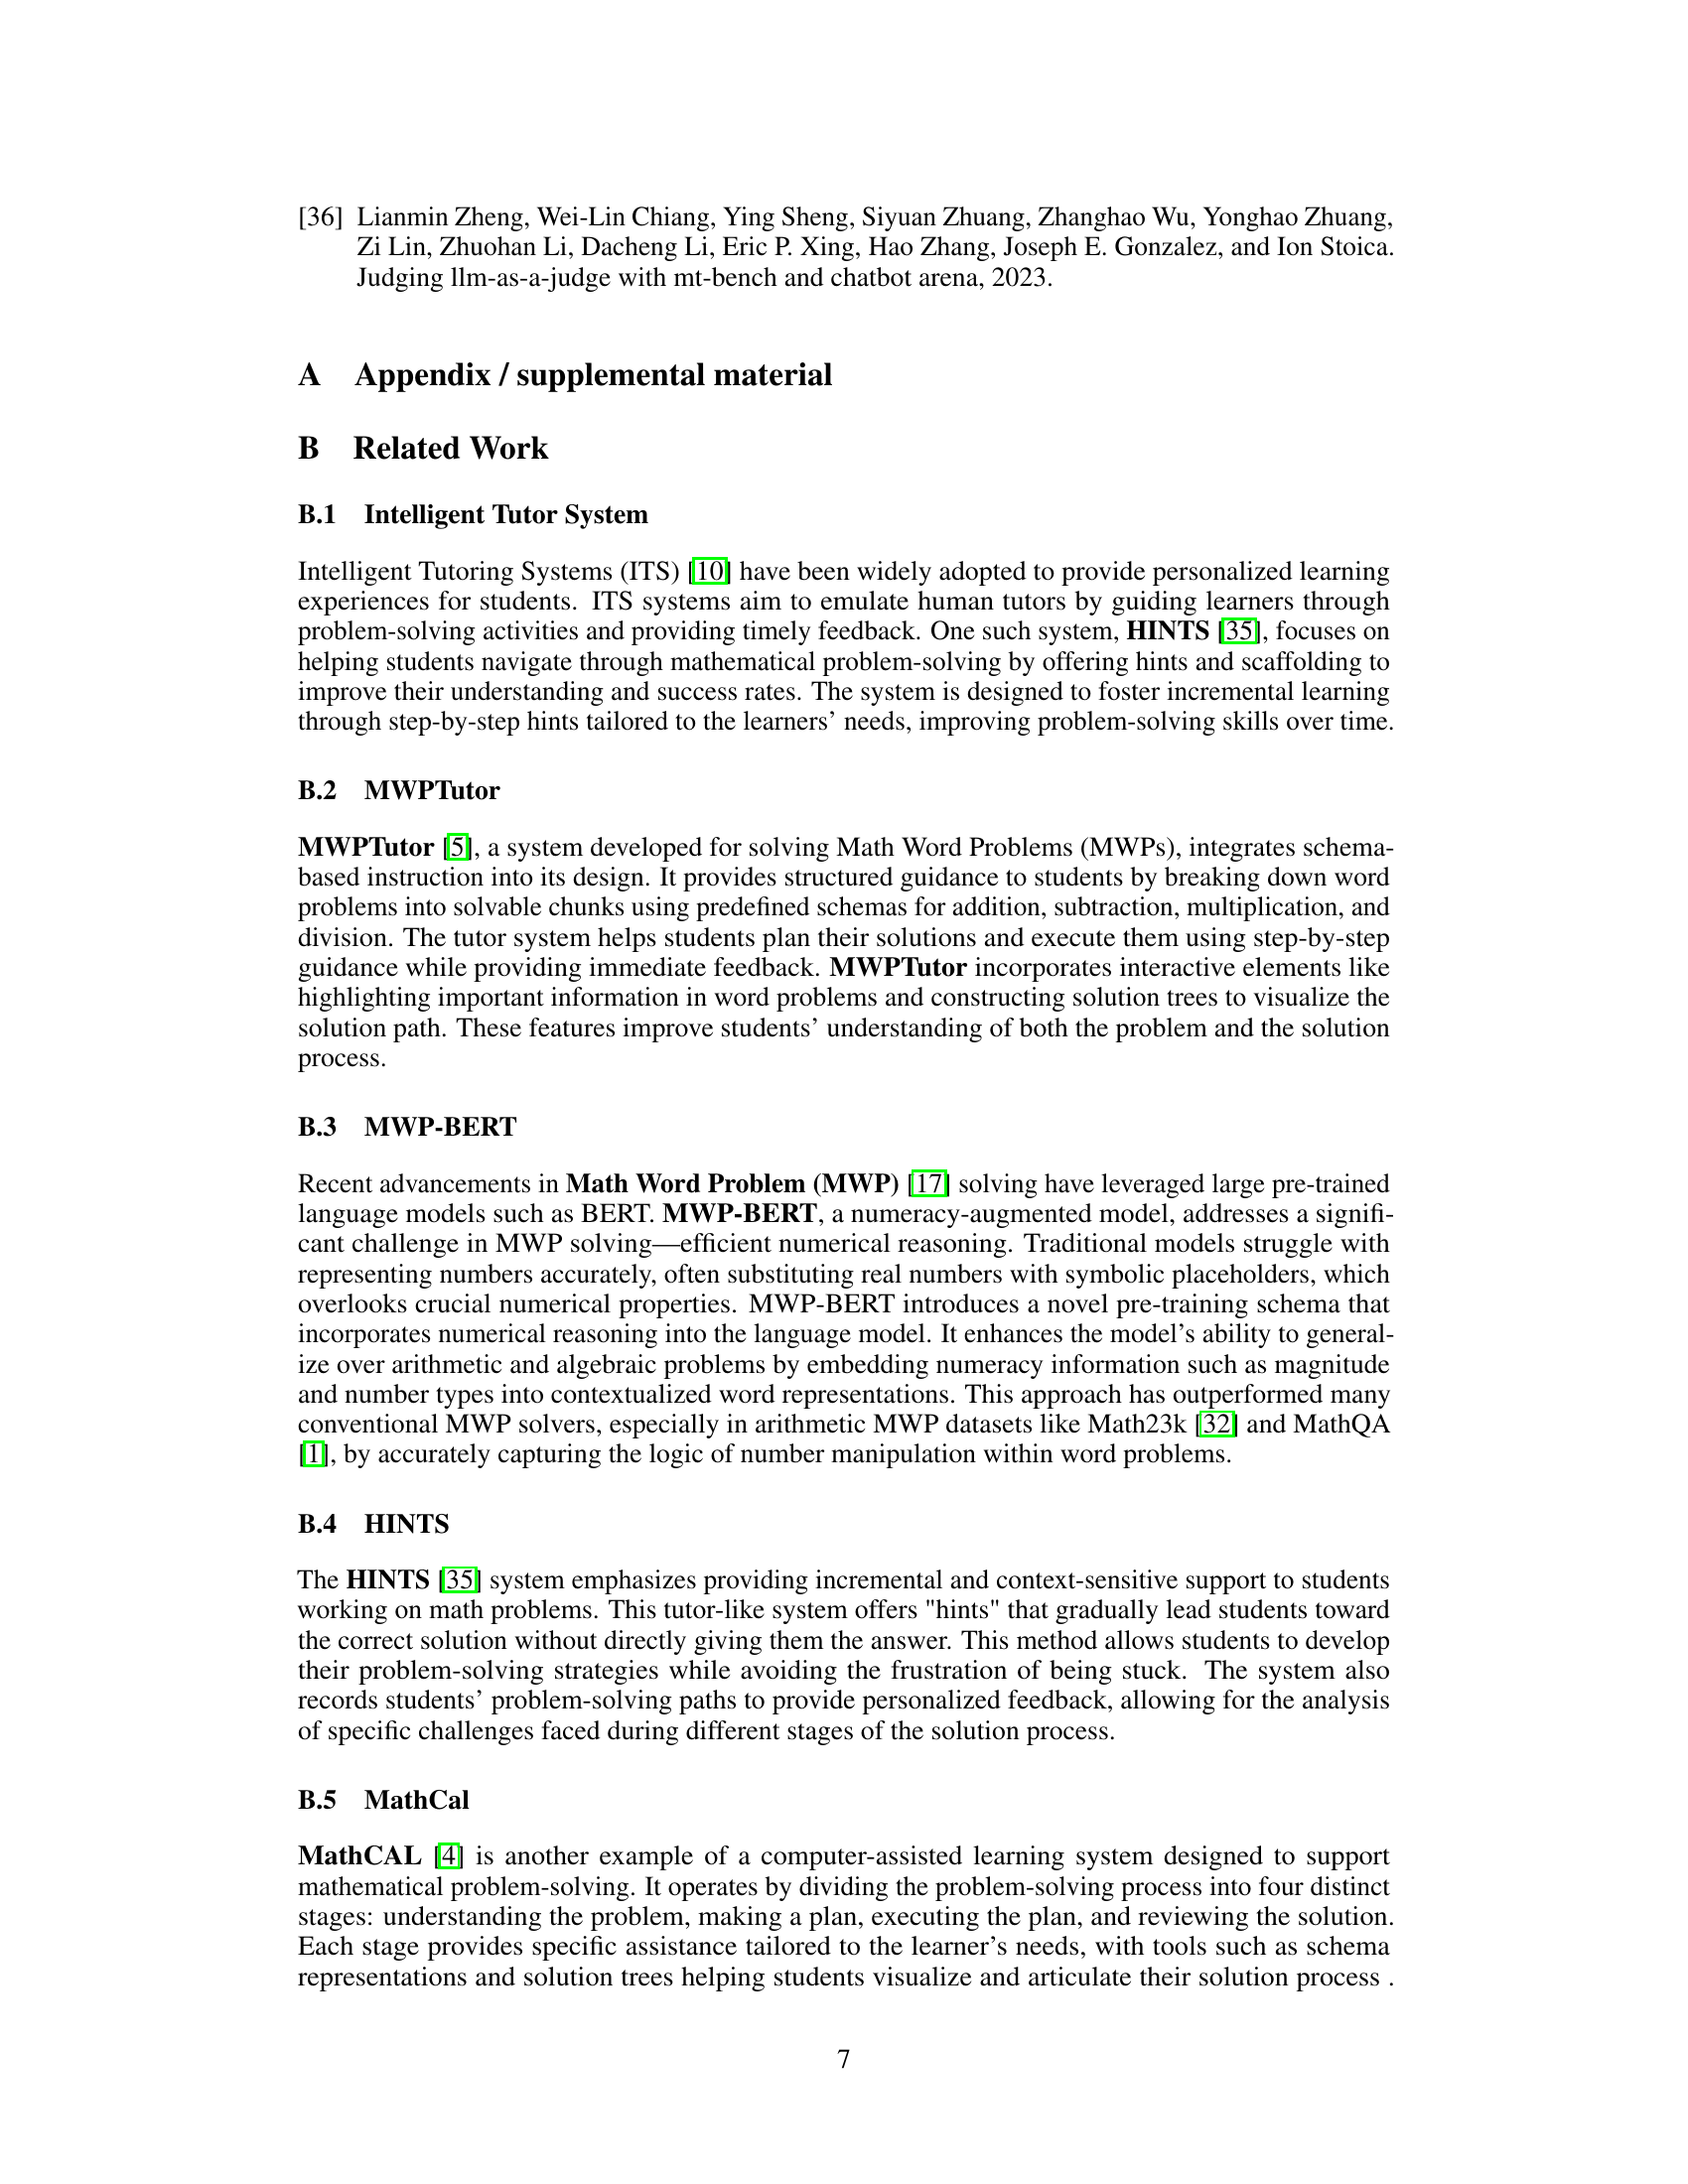 [36] Lianmin Zheng, Wei-Lin Chiang, Ying Sheng, Siyuan Zhuang, Zhanghao Wu, Yonghao Zhuang,
Zi Lin, Zhuohan Li, Dacheng Li, Eric P. Xing, Hao Zhang, Joseph E. Gonzalez, and Ion Stoica.
Judging llm-as-a-judge with mt-bench and chatbot arena, 2023.
A Appendix / supplemental material
B Related Work
B.1 Intelligent Tutor System
Intelligent Tutoring Systems (ITS) [10] have been widely adopted to provide personalized learning
experiences for students. ITS systems aim to emulate human tutors by guiding learners through
problem-solving activities and providing timely feedback. One such system, HINTS [35], focuses on
helping students navigate through mathematical problem-solving by offering hints and scaffolding to
improve their understanding and success rates. The system is designed to foster incremental learning
through step-by-step hints tailored to the learners' needs, improving problem-solving skills over time.
B.2 MWPTutor
MWPTutor [5], a system developed for solving Math Word Problems (MWPs), integrates schema-
based instruction into its design. It provides structured guidance to students by breaking down word
problems into solvable chunks using predefined schemas for addition, subtraction, multiplication, and
division. The tutor system helps students plan their solutions and execute them using step-by-step
guidance while providing immediate feedback. MWPTutor incorporates interactive elements like
highlighting important information in word problems and constructing solution trees to visualize the
solution path. These features improve students' understanding of both the problem and the solution
process.
B.3 MWP-BERT
Recent advancements in Math Word Problem (MWP) [17] solving have leveraged large pre-trained
language models such as BERT. MWP-BERT, a numeracy-augmented model, addresses a signifi-
cant challenge in MWP solving—efficient numerical reasoning. Traditional models struggle with
representing numbers accurately, often substituting real numbers with symbolic placeholders, which
overlooks crucial numerical properties. MWP-BERT introduces a novel pre-training schema that
incorporates numerical reasoning into the language model. It enhances the model's ability to general-
ize over arithmetic and algebraic problems by embedding numeracy information such as magnitude
and number types into contextualized word representations. This approach has outperformed many
conventional MWP solvers, especially in arithmetic MWP datasets like Math23k [32] and MathQA
[1], by accurately capturing the logic of number manipulation within word problems.
B.4 HINTS
The HINTS [35] system emphasizes providing incremental and context-sensitive support to students
working on math problems. This tutor-like system offers "hints" that gradually lead students toward
the correct solution without directly giving them the answer. This method allows students to develop
their problem-solving strategies while avoiding the frustration of being stuck. The system also
records students' problem-solving paths to provide personalized feedback, allowing for the analysis
of specific challenges faced during different stages of the solution process.
B.5 MathCal
MathCAL [4] is another example of a computer-assisted learning system designed to support
mathematical problem-solving. It operates by dividing the problem-solving process into four distinct
stages: understanding the problem, making a plan, executing the plan, and reviewing the solution.
Each stage provides specific assistance tailored to the learner's needs, with tools such as schema
representations and solution trees helping students visualize and articulate their solution process .
7